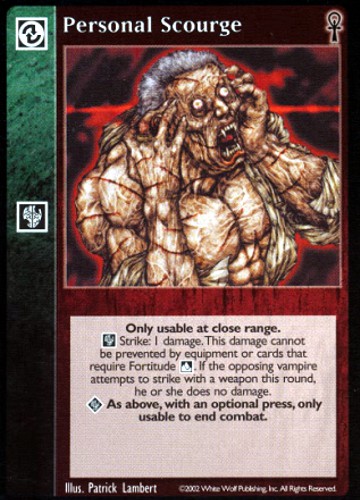 Personal Scourge
Only usable at close range.
Strike: 1 damage. This damage cannot
be prevented by equipment or cards that
require Fortitude . If the opposing vampire
attempts to strike with a weapon this round,
he or she does no damage.
As above, with an optional press, only
usable to end combat.
Illus. Patrick Lambert ©2002 White Wolf Publishing, Inc. All Rights Reserved.